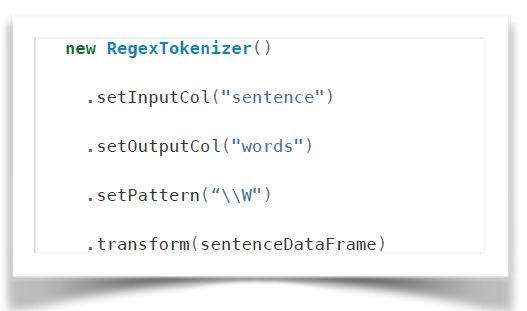 new RegexTokenizer()
.setInputCol("sentence")
.setOutputCol("words")
.setPattern(“\\W")
.transform(sentenceDataFrame)